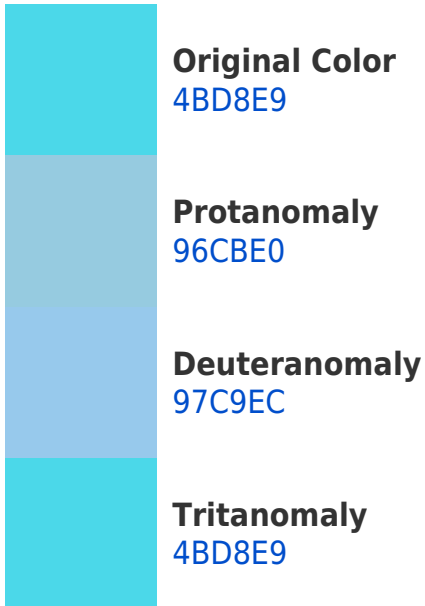 Original Color
4BD8E9
Protanomaly
96CBE0
Deuteranomaly
97C9EC
Tritanomaly
4BD8E9